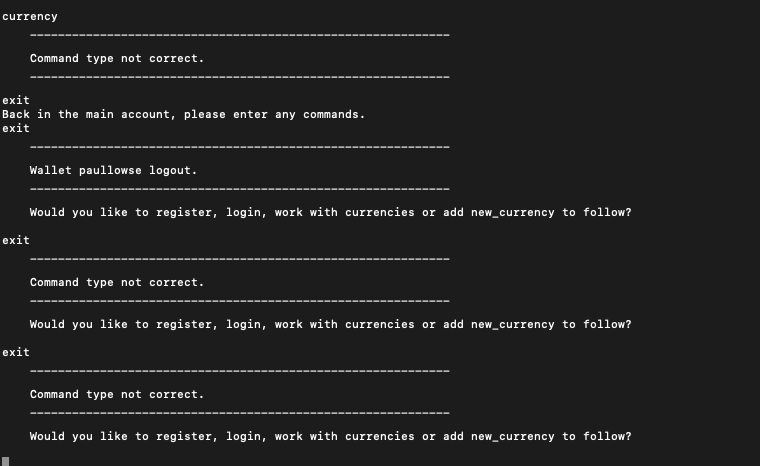 currency
------------------------------------------------------------
Command type not correct.
------------------------------------------------------------
exit
Back in the main account, please enter any commands.
exit
------------------------------------------------------------
Wallet paullowse logout.
------------------------------------------------------------
Would you like to register, login, work with currencies or add new_currency to follow?
exit
------------------------------------------------------------
Command type not correct.
------------------------------------------------------------
Would you like to register, login, work with currencies or add new_currency to follow?
exit
------------------------------------------------------------
Command type not correct.
------------------------------------------------------------
Would you like to register, login, work with currencies or add new_currency to follow?